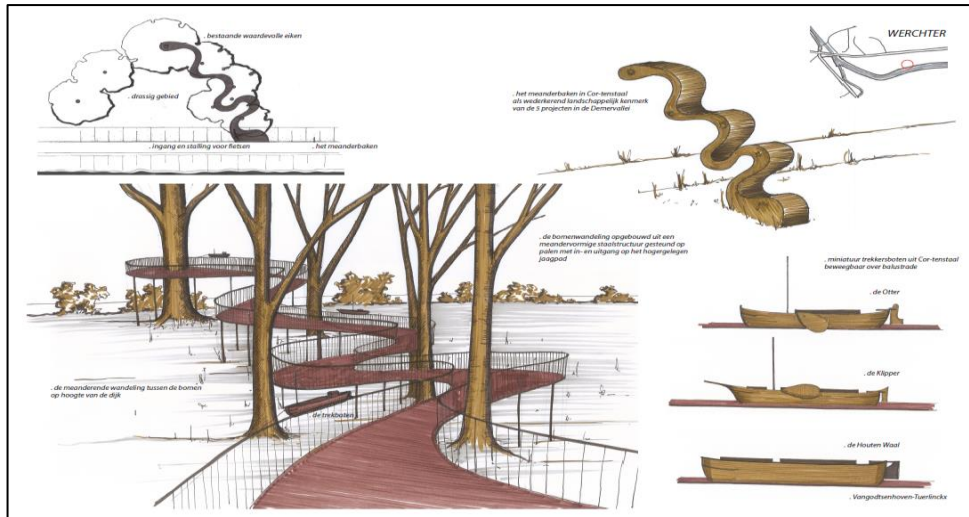 . bestaande waardevolle eiken
. drassig gebied
. ingang en stalling voor fietsen
. het meanderbaken
WERCHTER
. het meanderbaken in Cor-tenstaal
als wederkerend landschappelijk kenmerk
van de 5 projecten in de Demervallei
. de bomenwandeling opgebouwd uit een
meandervormige staalstructuur gesteund op
palen met in- en uitgang op het hogergelegen
jaagpad
. de meanderende wandeling tussen de bomen
op hoogte van de dijk
. de trekboten
. miniatuur trekkersboten uit Cor-tenstaal
beweegbaar over balustrade
. de Otter
. de Klipper
. de Houten Waal
. Vangodtsenhoven-Tuerlinckx